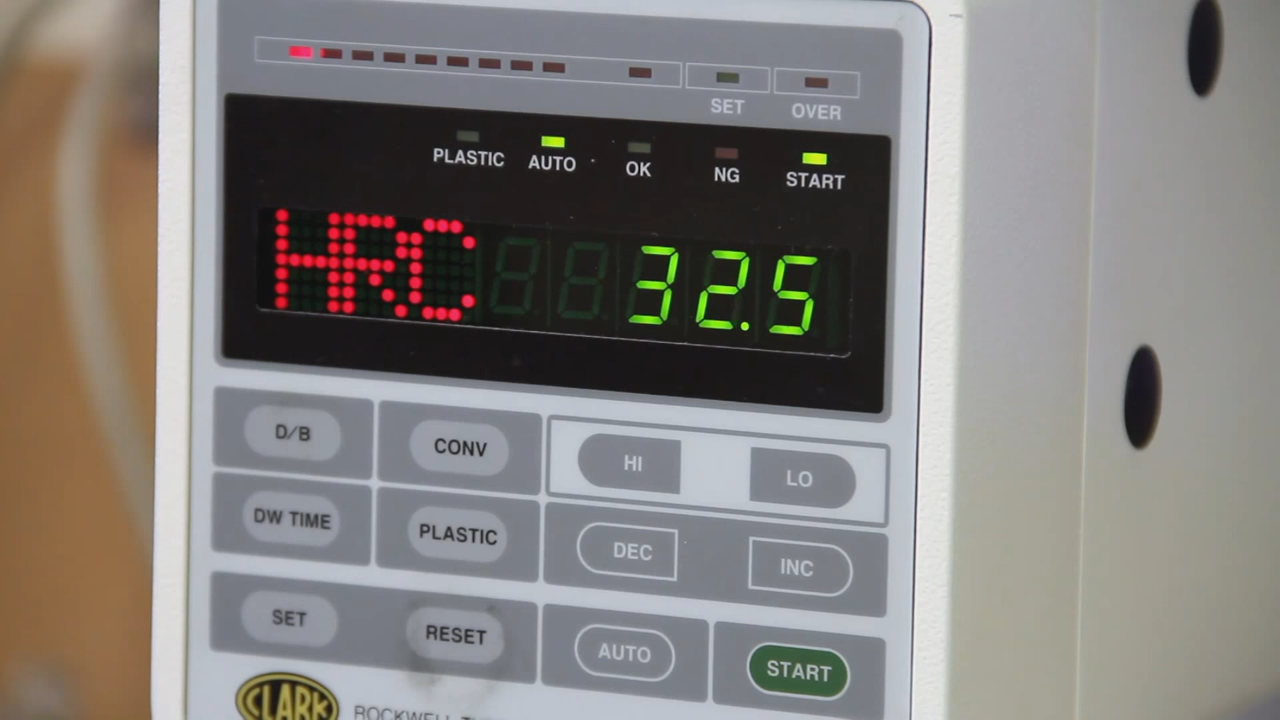 SET OVER
PLASTIC AUTO OK NG START
HRC 32.5
D/B CONV HI LO
DW TIME PLASTIC DEC INC
SET RESET AUTO START
CLARK ROCKWELL